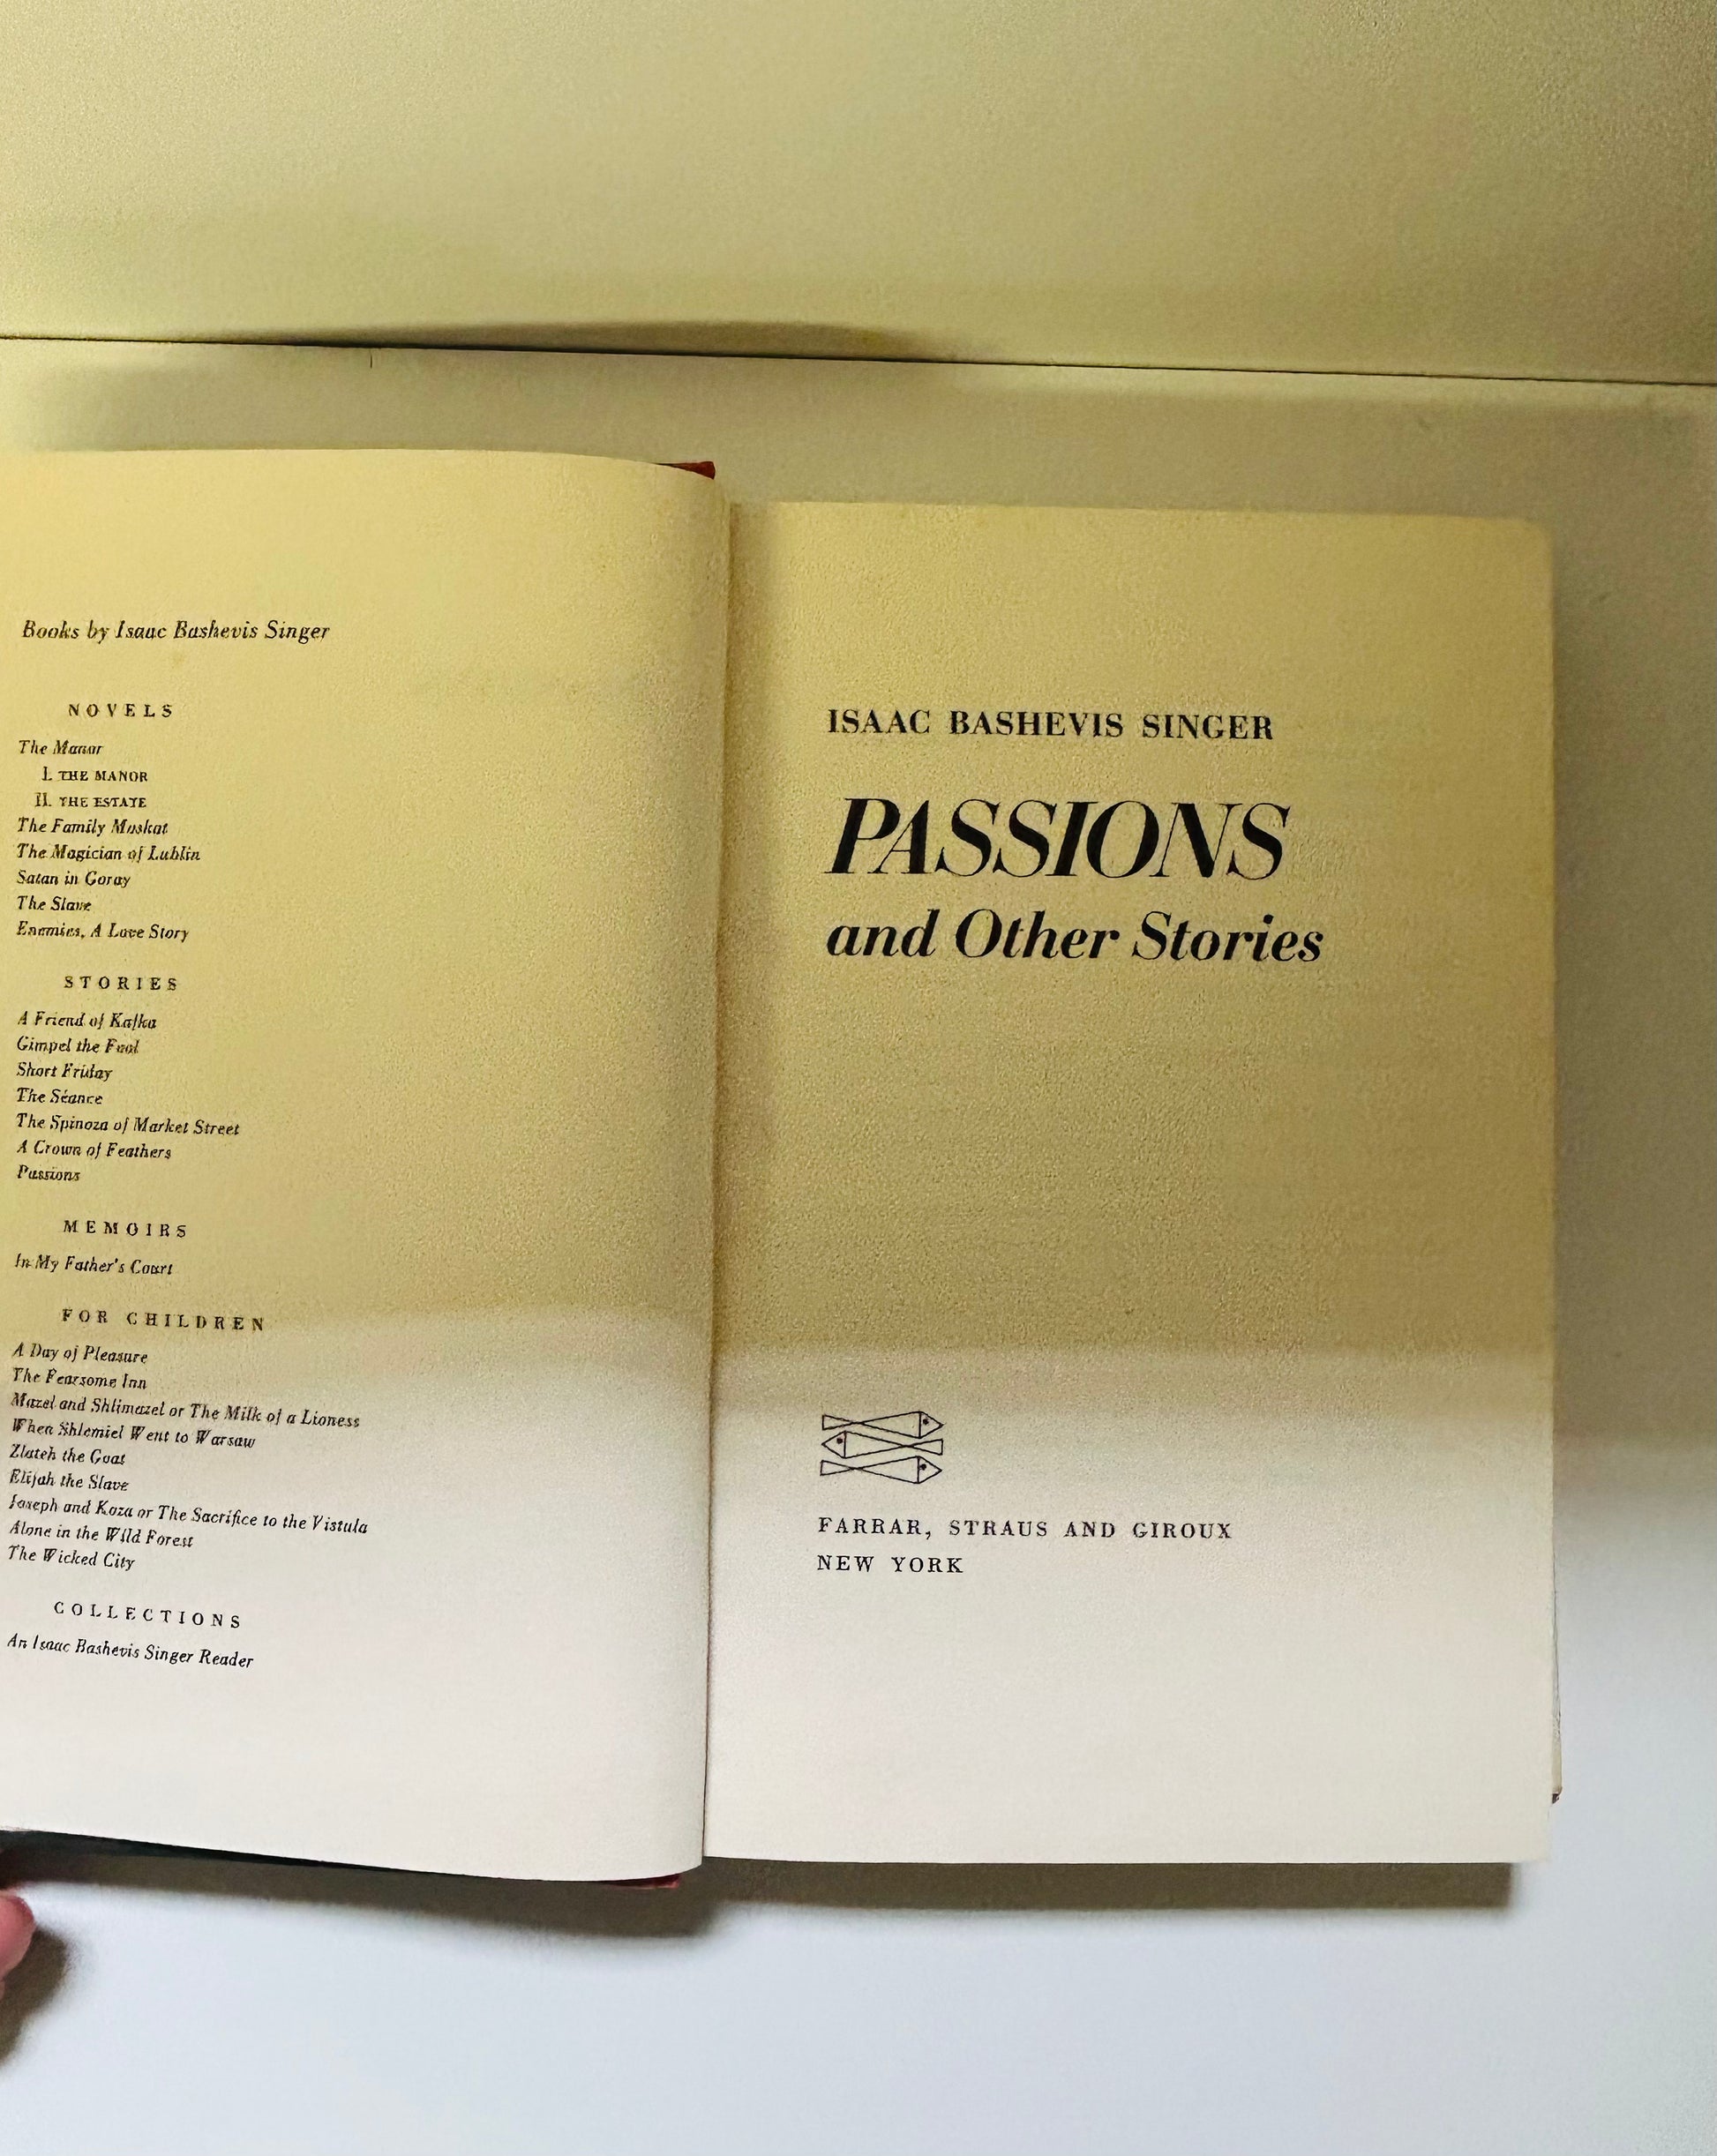 Books by Isaac Bashevis Singer
NOVELS
The Manor
I. THE MANOR
II. THE ESTATE
The Family Moskat
The Magician of Lublin
Satan in Goray
The Slave
Enemies, A Love Story
STORIES
A Friend of Kafka
Gimpel the Fool
Short Friday
The Séance
The Spinoza of Market Street
A Crown of Feathers
Passions
MEMOIRS
In My Father's Court
FOR CHILDREN
A Day of Pleasure
The Fearsome Inn
Mazel and Shlimazel or The Milk of a Lioness
When Shlemiel Went to Warsaw
Zlateh the Goat
Elijah the Slave
Joseph and Koza or The Sacrifice to the Vistula
Alone in the Wild Forest
The Wicked City
COLLECTIONS
An Isaac Bashevis Singer Reader
ISAAC BASHEVIS SINGER
PASSIONS
and Other Stories
FARRAR, STRAUS AND GIROUX
NEW YORK